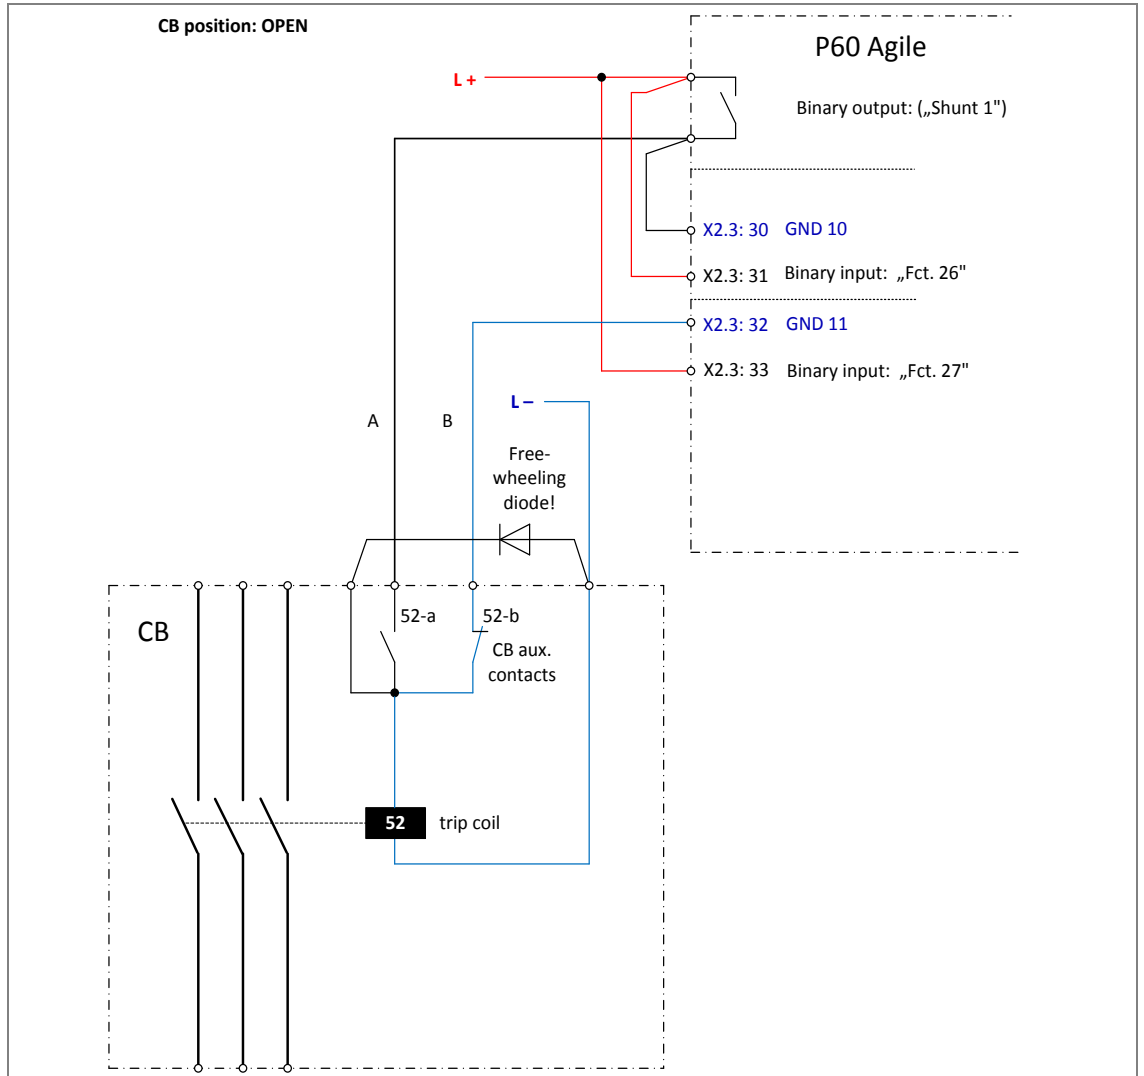 CB position: OPEN
P60 Agile
L +
Binary output: („Shunt 1")
X2.3: 30 GND 10
X2.3: 31 Binary input: „Fct. 26"
X2.3: 32 GND 11
X2.3: 33 Binary input: „Fct. 27"
L –
A
B
Free-
wheeling
diode!
CB
52-a
52-b
CB aux.
contacts
52
trip coil